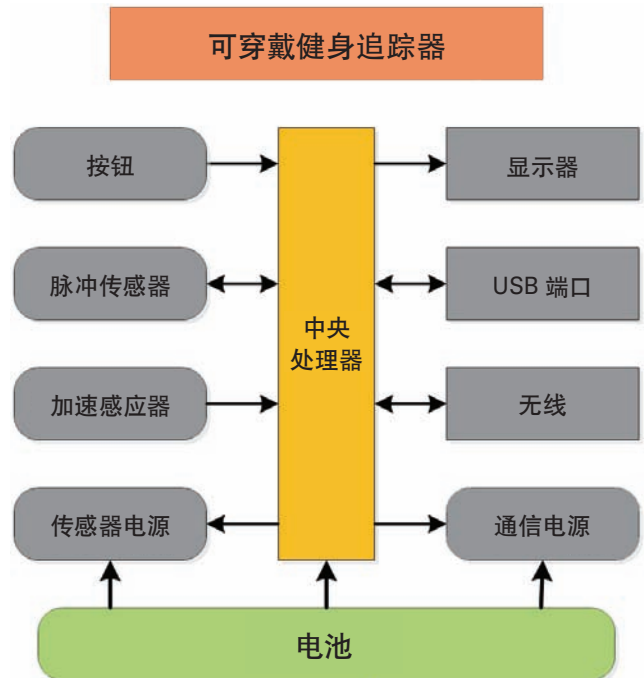 可穿戴健身追踪器
按钮
显示器
脉冲传感器
USB 端口
中央
处理器
加速感应器
无线
传感器电源
通信电源
电池